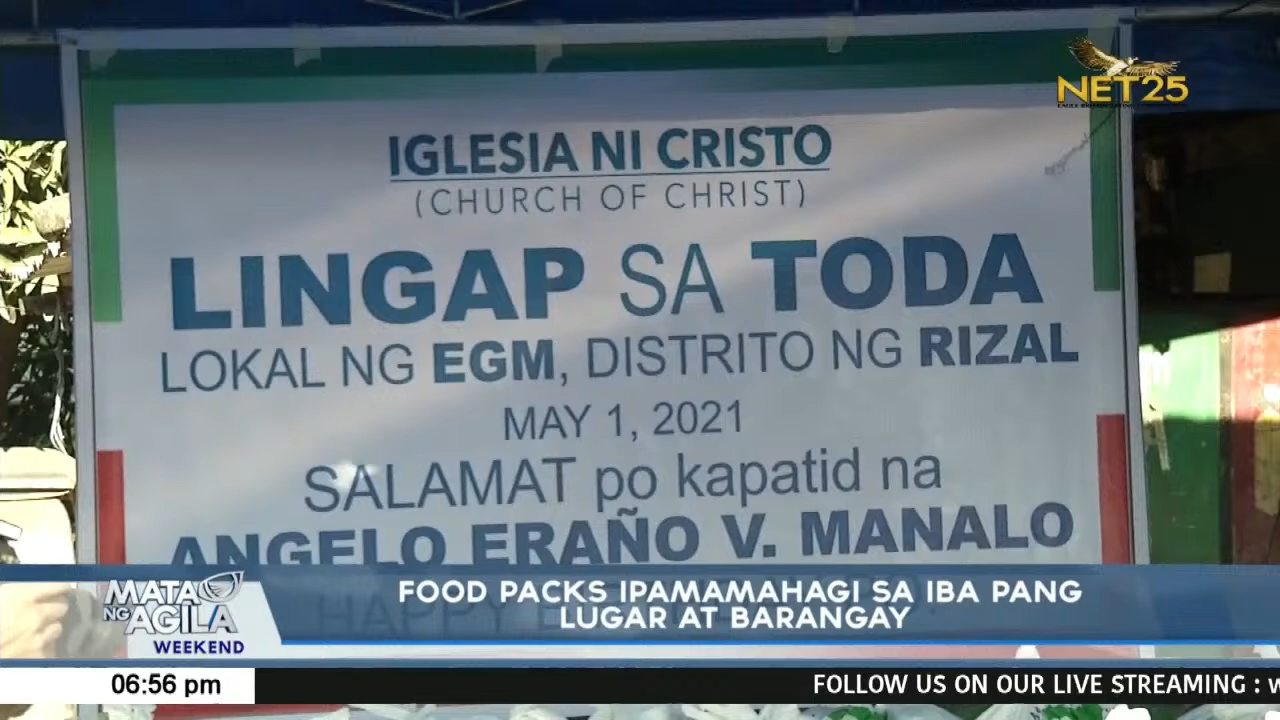 NET25
IGLESIA NI CRISTO
(CHURCH OF CHRIST)
LINGAP SA TODA
LOKAL NG EGM, DISTRITO NG RIZAL
MAY 1, 2021
SALAMAT po kapatid na
ANGELO ERAÑO V. MANALO
HAPPY
MATA
NG AGILA
WEEKEND
FOOD PACKS IPAMAMAHAGI SA IBA PANG
LUGAR AT BARANGAY
06:56 pm
FOLLOW US ON OUR LIVE STREAMING : w